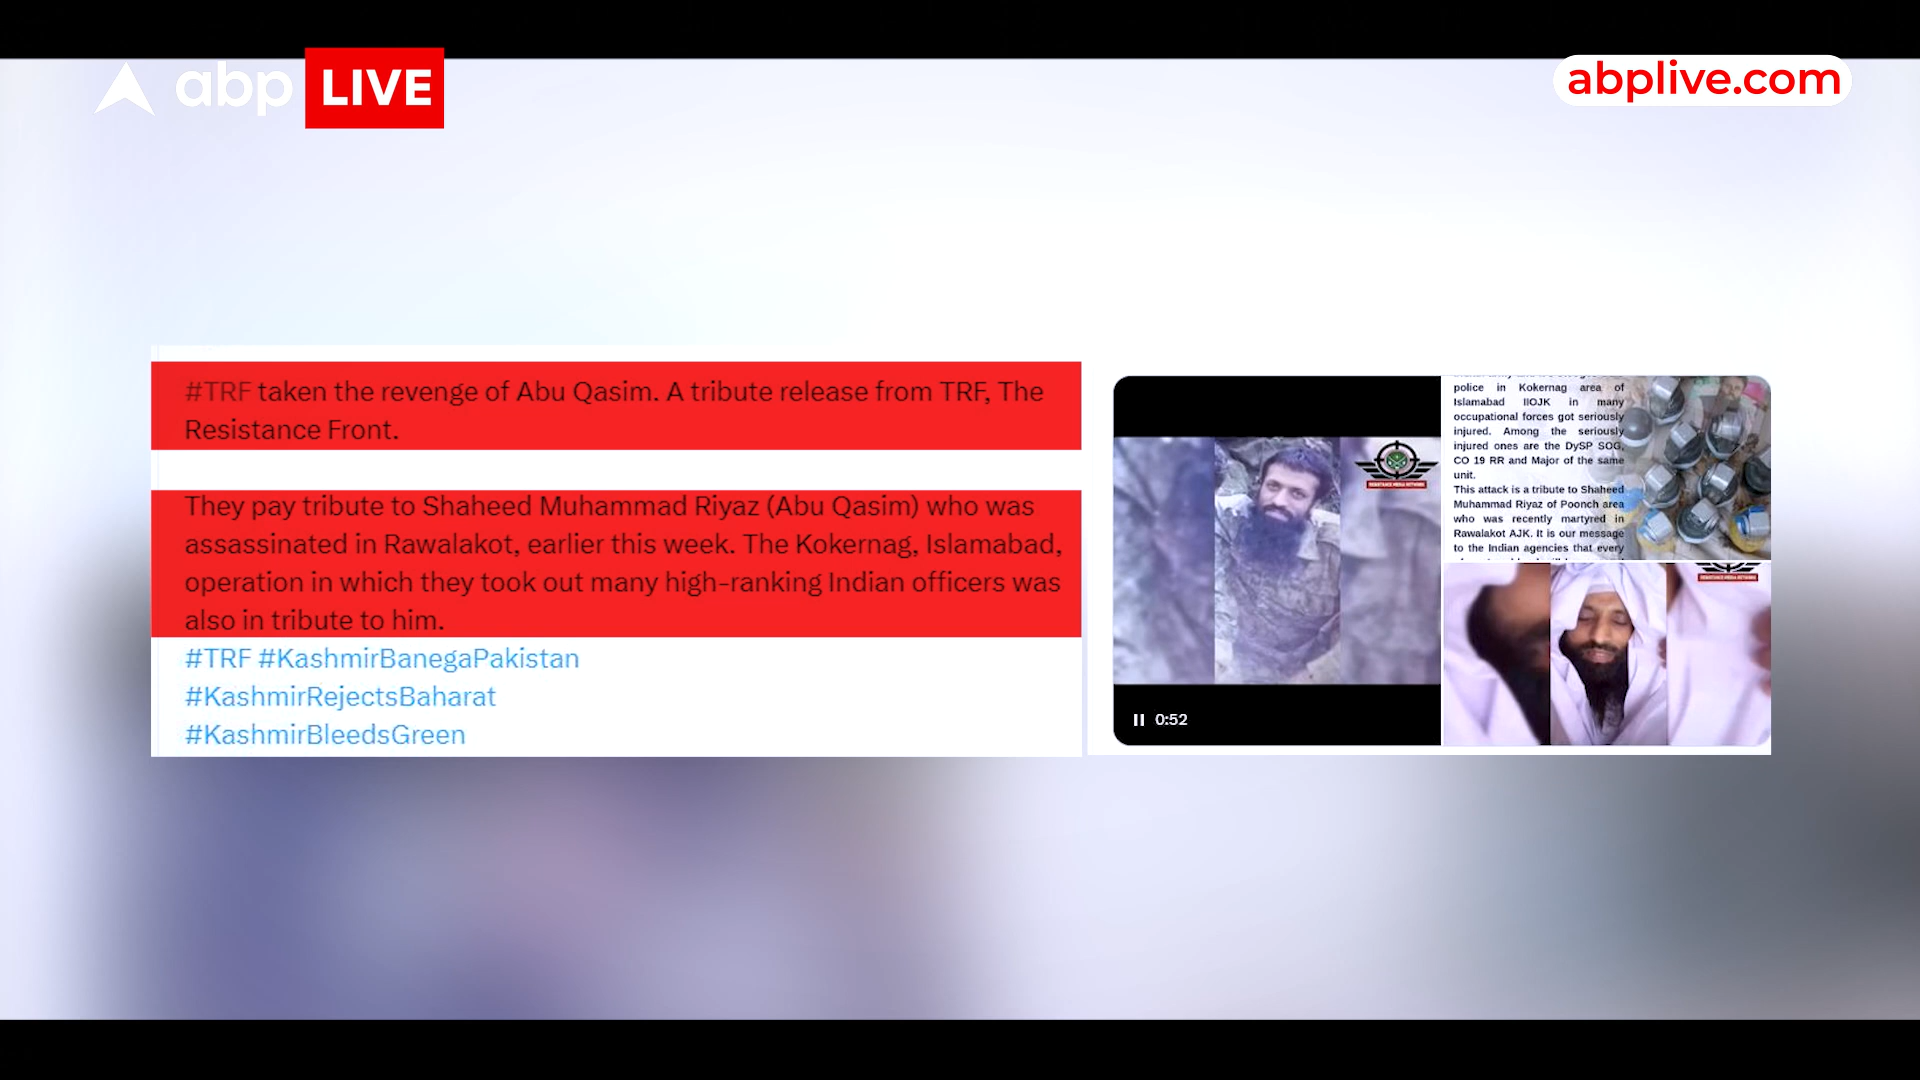 abp LIVE
abplive.com
#TRF taken the revenge of Abu Qasim. A tribute release from TRF, The
Resistance Front.
They pay tribute to Shaheed Muhammad Riyaz (Abu Qasim) who was
assassinated in Rawalakot, earlier this week. The Kokernag, Islamabad,
operation in which they took out many high-ranking Indian officers was
also in tribute to him.
#TRF #KashmirBanegaPakistan
#KashmirRejectsBaharat
#KashmirBleedsGreen
RESISTANCE MEDIA NETWORK
0:52
police in Kokernag area of
Islamabad IIOJK in many
occupational forces got seriously
injured. Among the seriously
injured ones are the DySP SOG,
CO 19 RR and Major of the same
unit.
This attack is a tribute to Shaheed
Muhammad Riyaz of Poonch area
who was recently martyred in
Rawalakot AJK. It is our message
to the Indian agencies that every
RESISTANCE MEDIA NETWORK